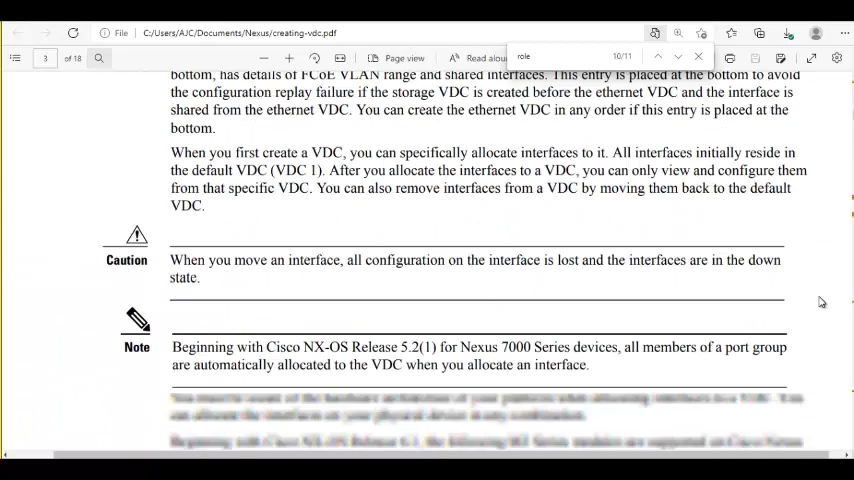 File
C:/Users/AJC/Documents/Nexus/creating-vdc.pdf
3 of 18
Page view
Read alou
role
10/11
bottom, has details of FCoE VLAN range and shared interfaces. This entry is placed at the bottom to avoid
the configuration replay failure if the storage VDC is created before the ethernet VDC and the interface is
shared from the ethernet VDC. You can create the ethernet VDC in any order if this entry is placed at the
bottom.
When you first create a VDC, you can specifically allocate interfaces to it. All interfaces initially reside in
the default VDC (VDC 1). After you allocate the interfaces to a VDC, you can only view and configure them
from that specific VDC. You can also remove interfaces from a VDC by moving them back to the default
VDC.
Caution
When you move an interface, all configuration on the interface is lost and the interfaces are in the down
state.
Note
Beginning with Cisco NX-OS Release 5.2(1) for Nexus 7000 Series devices, all members of a port group
are automatically allocated to the VDC when you allocate an interface.